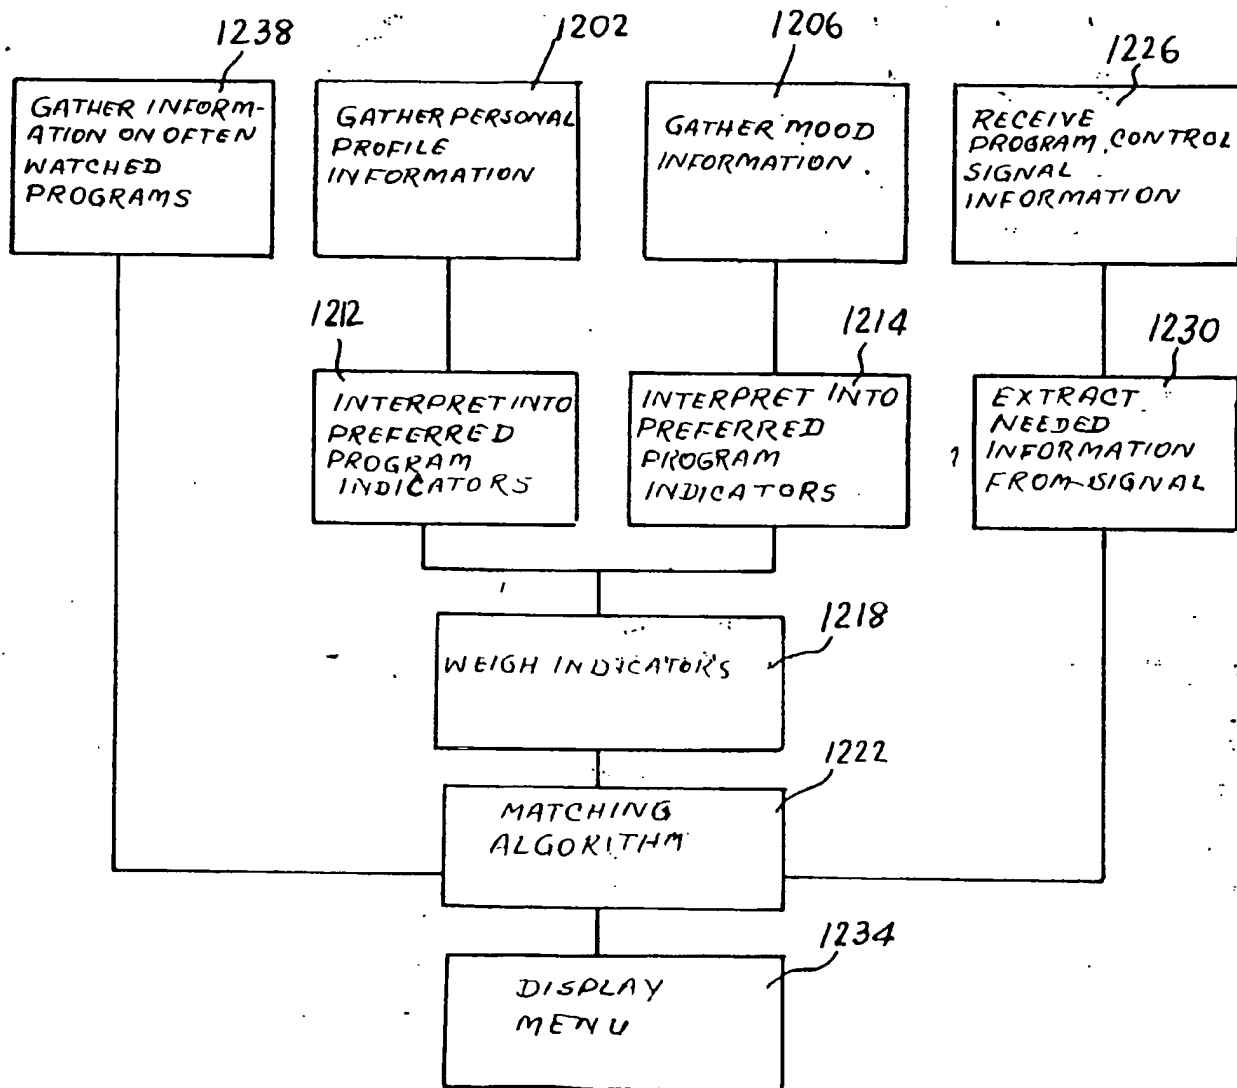 1238
1202
1206
1226
GATHER INFORM-
ATION ON OFTEN
WATCHED
PROGRAMS
GATHER PERSONAL
PROFILE
INFORMATION
GATHER MOOD
INFORMATION.
RECEIVE
PROGRAM CONTROL
SIGNAL
INFORMATION
1212
1214
1230
INTERPRET INTO
PREFERRED
PROGRAM
INDICATORS
INTERPRET INTO
PREFERRED
PROGRAM
INDICATORS
EXTRACT
NEEDED
INFORMATION
FROM SIGNAL
1218
WEIGH INDICATORS
1222
MATCHING
ALGORITHM
1234
DISPLAY
MENU